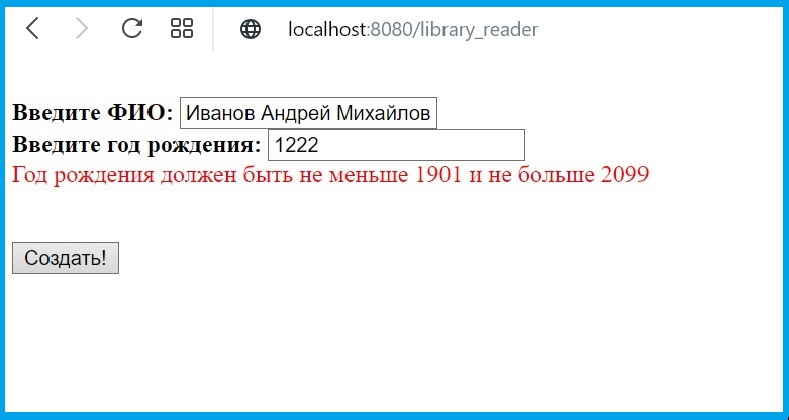 localhost:8080/library_reader
Введите ФИО: Иванов Андрей Михайлов
Введите год рождения: 1222
Год рождения должен быть не меньше 1901 и не больше 2099
Создать!